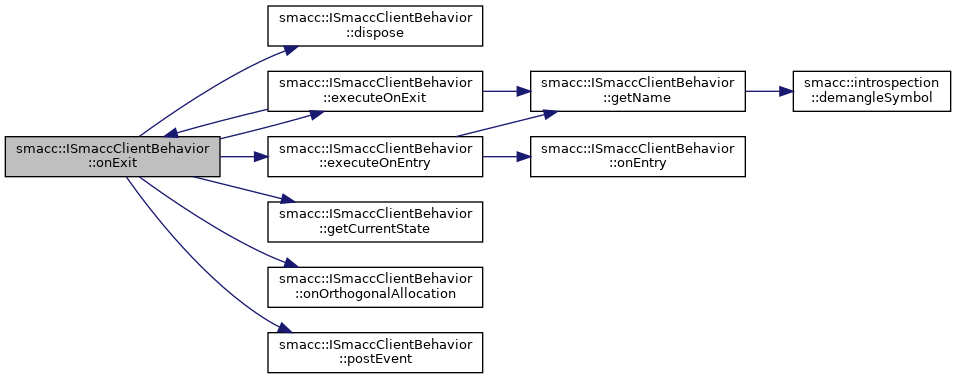 smacc::ISmaccClientBehavior
::onExit
smacc::ISmaccClientBehavior
::dispose
smacc::ISmaccClientBehavior
::executeOnExit
smacc::ISmaccClientBehavior
::executeOnEntry
smacc::ISmaccClientBehavior
::getCurrentState
smacc::ISmaccClientBehavior
::onOrthogonalAllocation
smacc::ISmaccClientBehavior
::postEvent
smacc::ISmaccClientBehavior
::getName
smacc::ISmaccClientBehavior
::onEntry
smacc::introspection
::demangleSymbol